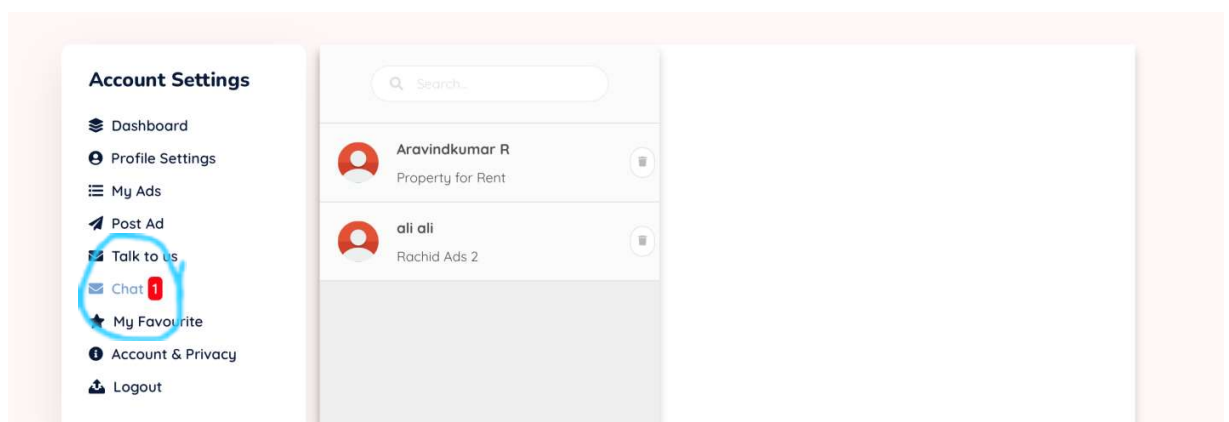 Account Settings
Dashboard
Profile Settings
My Ads
Post Ad
Talk to us
Chat 1
My Favourite
Account & Privacy
Logout
Search...
Aravindkumar R
Property for Rent
ali ali
Rachid Ads 2